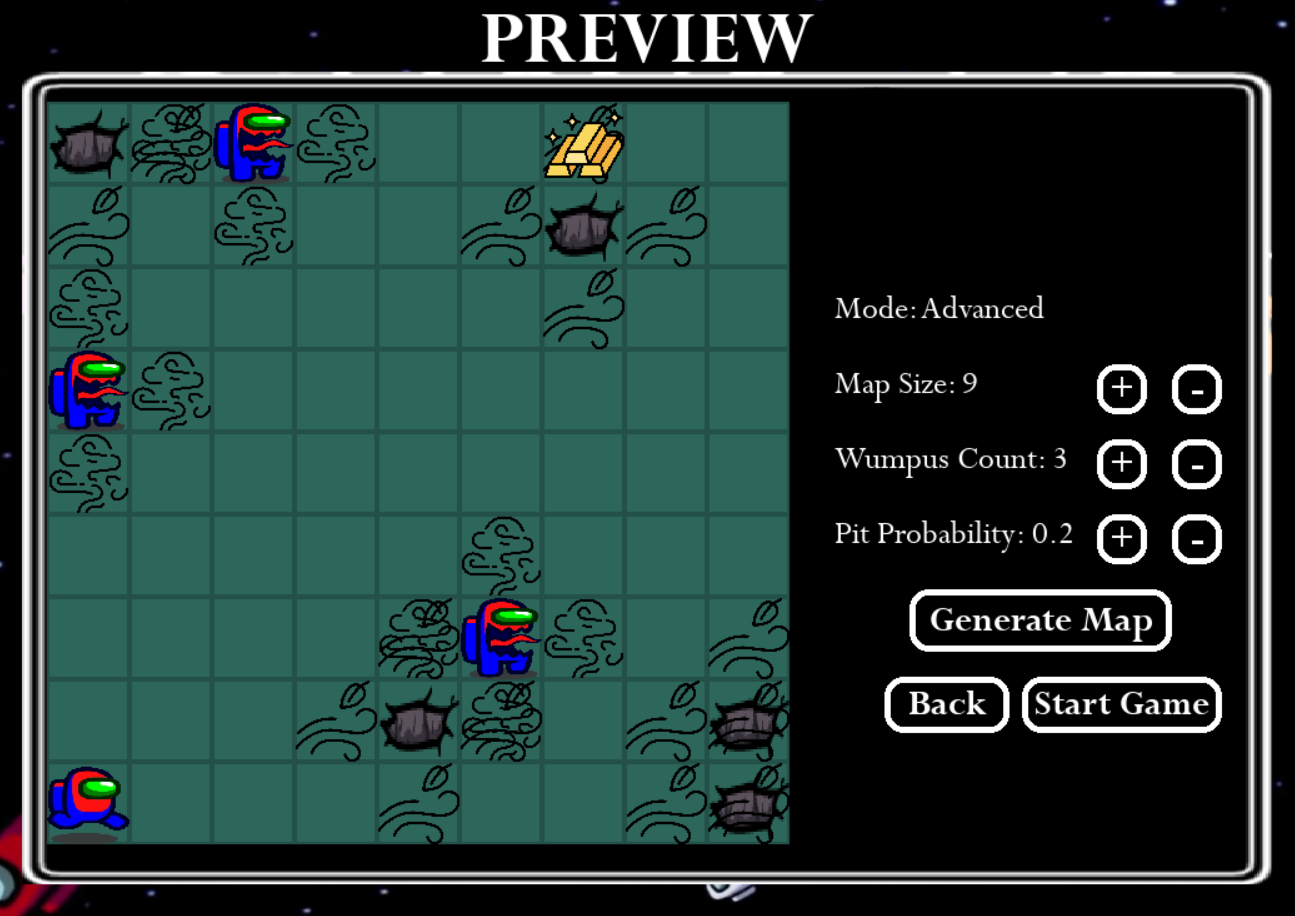 PREVIEW
Mode: Advanced
Map Size: 9
+
-
Wumpus Count: 3
+
-
Pit Probability: 0.2
+
-
Generate Map
Back
Start Game